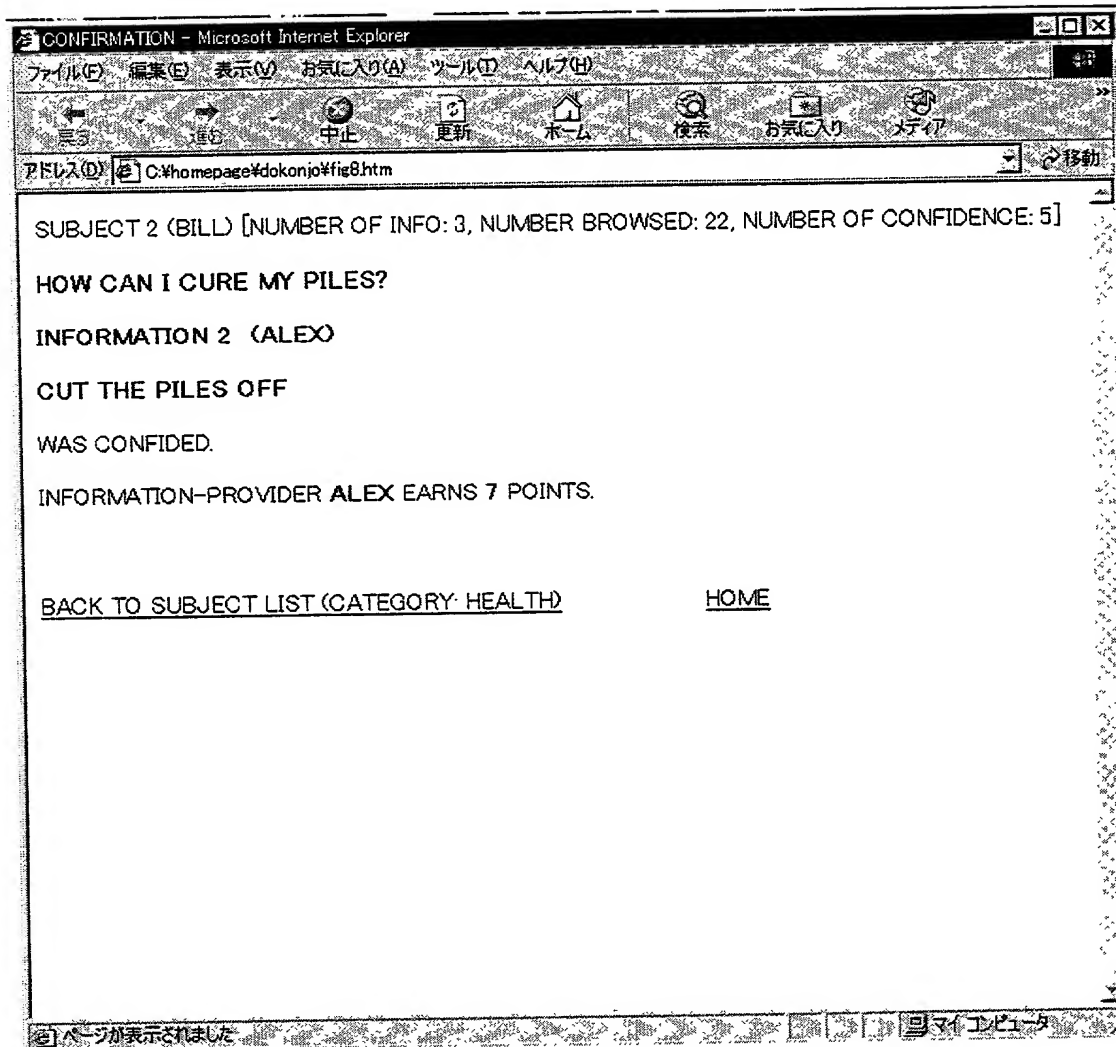 CONFIRMATION - Microsoft Internet Explorer
ファイル(F) 編集(E) 表示(V) お気に入り(A) ツール(T) ヘルプ(H)
戻る 進む 中止 更新 ホーム 検索 お気に入り メディア »
アドレス(D) C:¥homepage¥dokonjo¥fig8.htm 移動
SUBJECT 2 (BILL) [NUMBER OF INFO: 3, NUMBER BROWSED: 22, NUMBER OF CONFIDENCE: 5]
HOW CAN I CURE MY PILES?
INFORMATION 2 (ALEX)
CUT THE PILES OFF
WAS CONFIDED.
INFORMATION-PROVIDER ALEX EARNS 7 POINTS.
BACK TO SUBJECT LIST (CATEGORY: HEALTH) HOME
ページが表示されました マイ コンピュータ